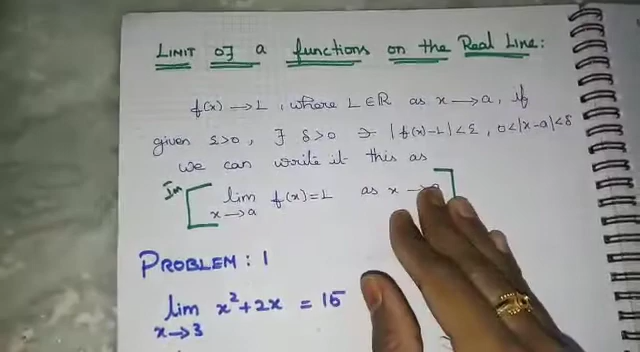 LIMIT OF a functions on the Real Line:
f(x) → L, where L ∈ ℝ as x → a, if
given ε>0, ∃ δ>0 ∋ |f(x)-L|<ε, 0<|x-a|<δ
we can write it this as
Im [ lim x→a f(x)=L as x → ]
PROBLEM: 1
lim x→3 x²+2x = 15